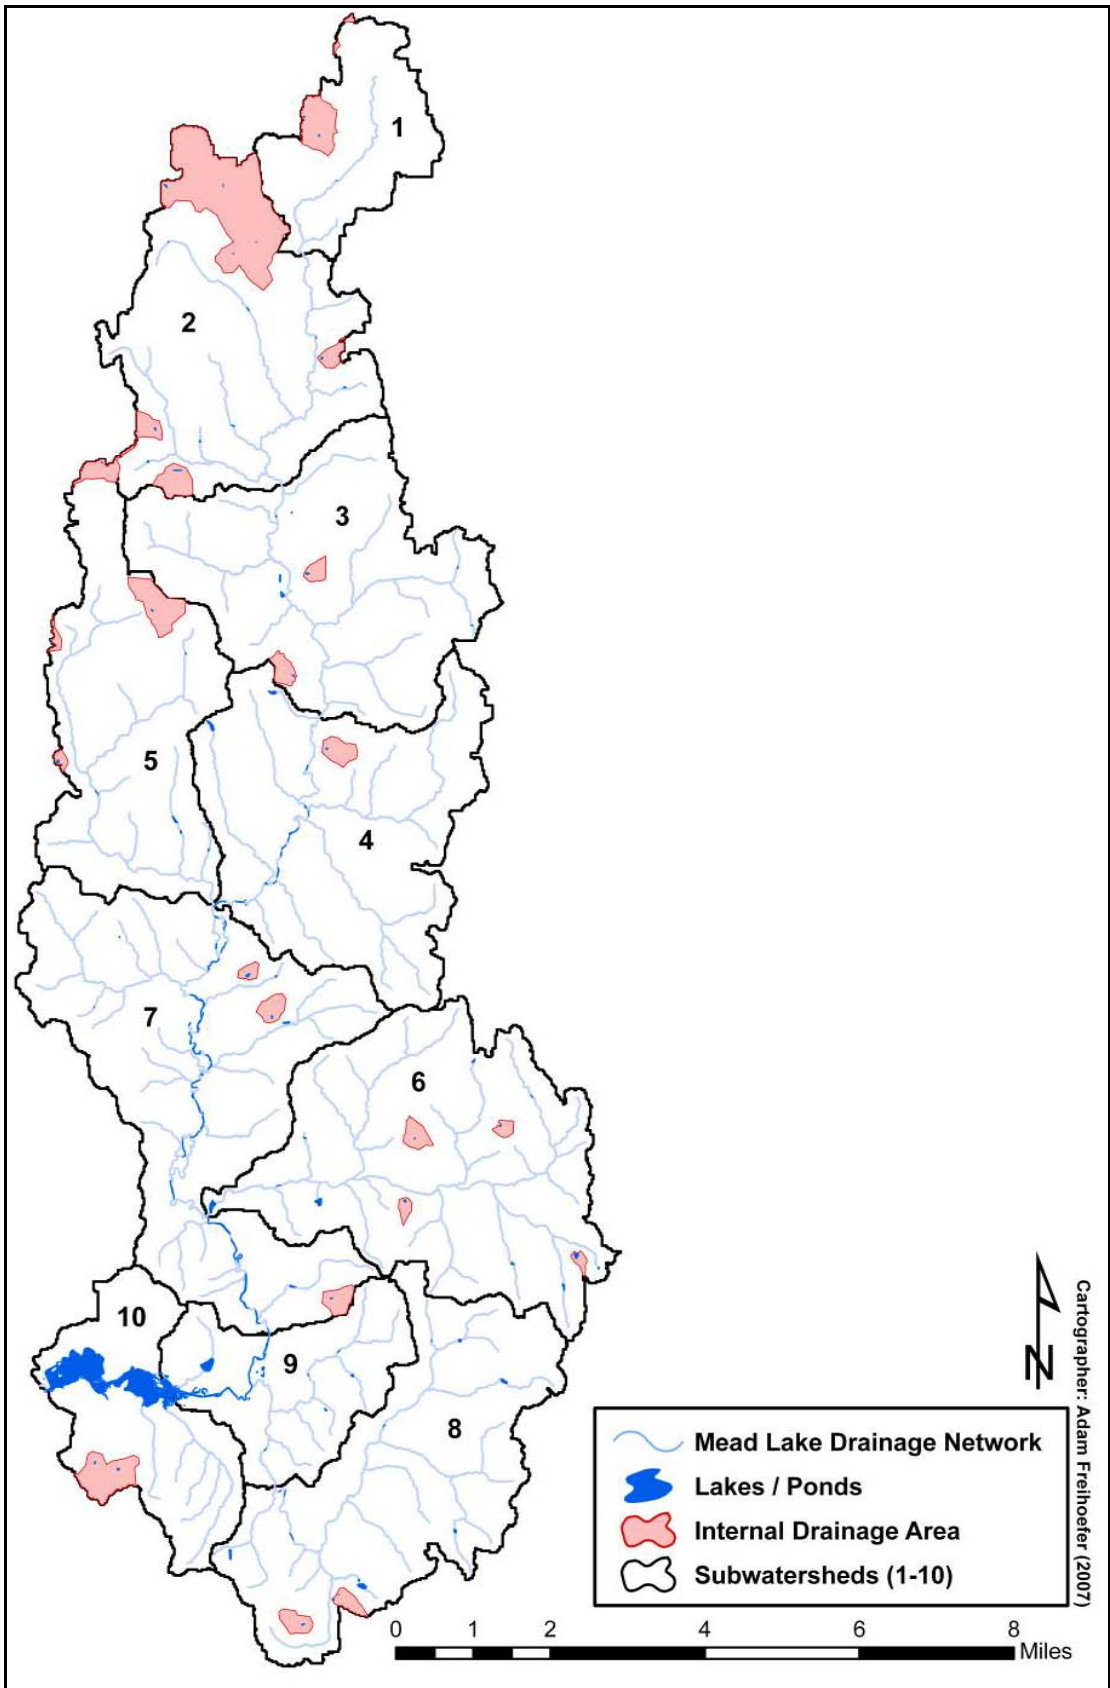 1
2
3
5
4
7
6
10
9
8
N
Cartographer: Adam Freihoefer (2007)
Mead Lake Drainage Network
Lakes / Ponds
Internal Drainage Area
Subwatersheds (1-10)
0 1 2 4 6 8
Miles